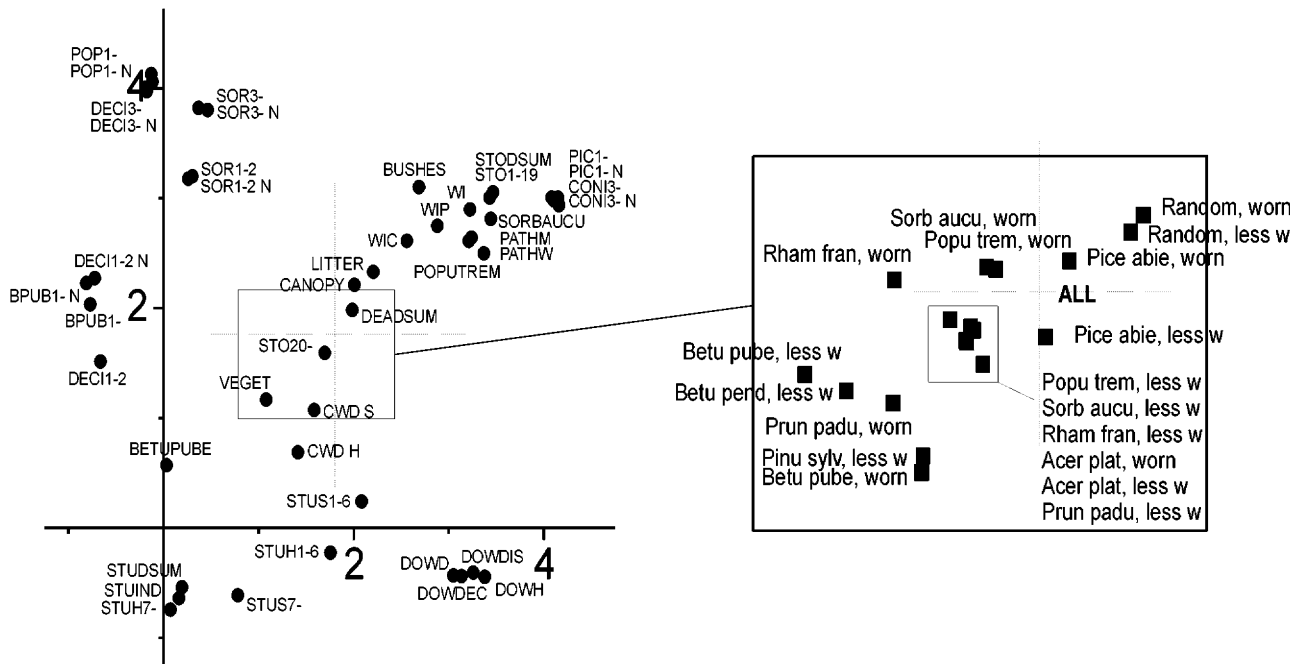 POP1-
POP1- N
4
DECI3-
DECI3- N
SOR3-
SOR3- N
SOR1-2
SOR1-2 N
BUSHES
STODSUM
STO1-19
PIC1-
PIC1- N
CONI3-
CONI3- N
WI
WIP
SORBAUCU
WIC
PATHM
PATHW
POPUTREM
LITTER
CANOPY
DECI1-2 N
BPUB1- N
BPUB1-
2
DEADSUM
STO20-
DECI1-2
VEGET
CWD S
CWD H
BETUPUBE
STUS1-6
STUH1-6
2
4
DOWD
DOWDIS
DOWDEC
DOWH
STUDSUM
STUIND
STUH7-
STUS7-
Random, worn
Random, less w
Sorb aucu, worn
Popu trem, worn
Rham fran, worn
Pice abie, worn
ALL
Pice abie, less w
Betu pube, less w
Betu pend, less w
Prun padu, worn
Pinu sylv, less w
Betu pube, worn
Popu trem, less w
Sorb aucu, less w
Rham fran, less w
Acer plat, worn
Acer plat, less w
Prun padu, less w